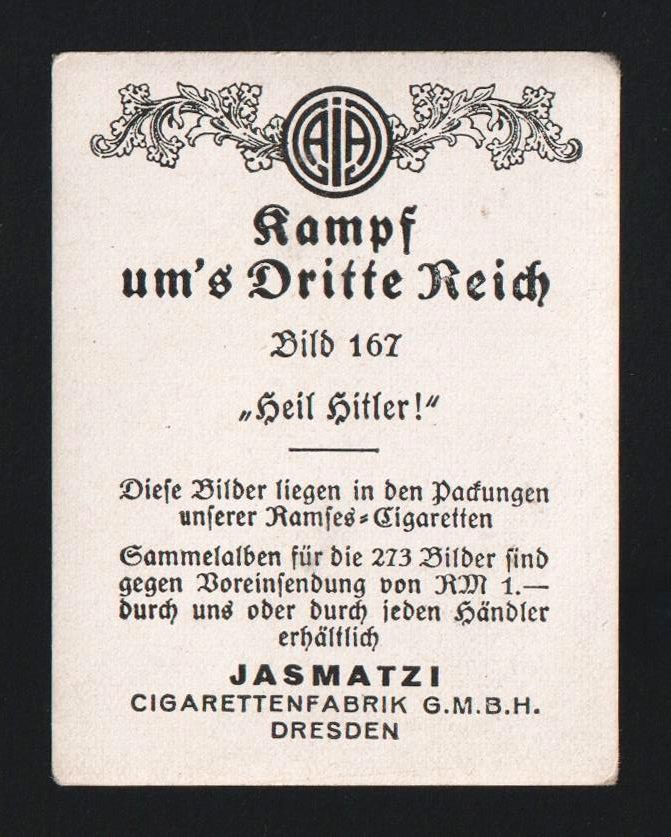 AJA
Kampf
um's Dritte Reich
Bild 167
„Heil Hitler!“
Diese Bilder liegen in den Packungen
unserer Ramses-Cigaretten
Sammelalben für die 273 Bilder sind
gegen Voreinsendung von RM 1.—
durch uns oder durch jeden Händler
erhältlich
JASMATZI
CIGARETTENFABRIK G.M.B.H.
DRESDEN